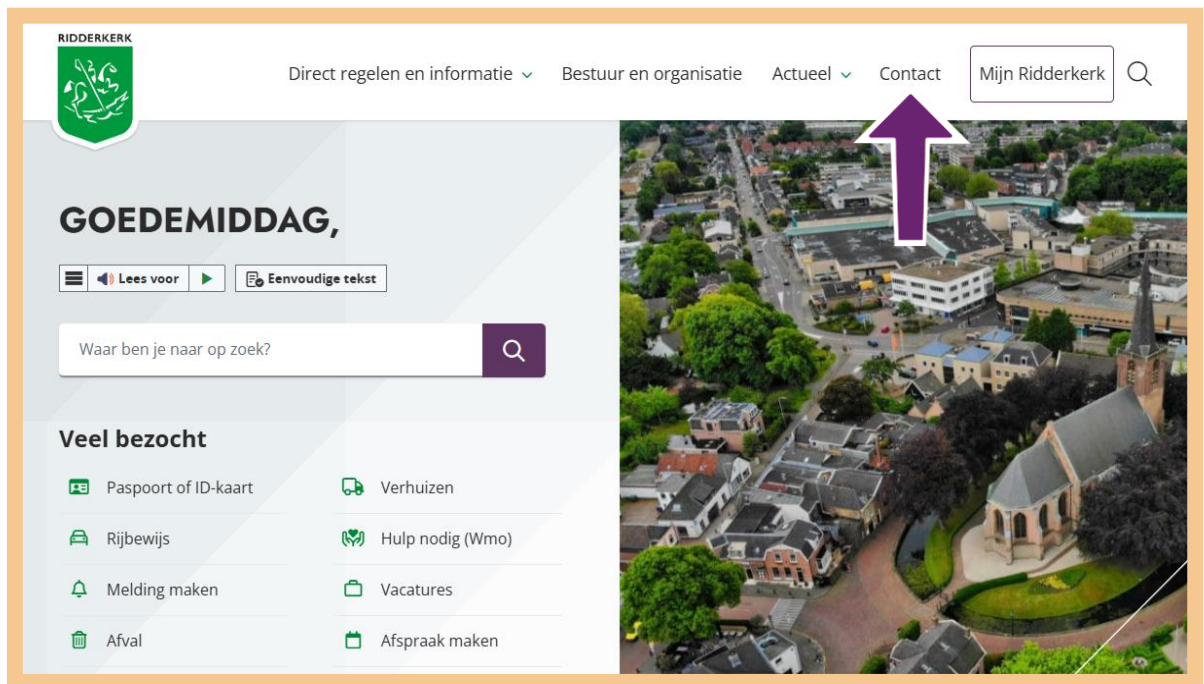 RIDDERKERK
Direct regelen en informatie Bestuur en organisatie Actueel Contact Mijn Ridderkerk
GOEDEMIDDAG,
Lees voor Eenvoudige tekst
Waar ben je naar op zoek?
Veel bezocht
Paspoort of ID-kaart Verhuizen
Rijbewijs Hulp nodig (Wmo)
Melding maken Vacatures
Afval Afspraak maken